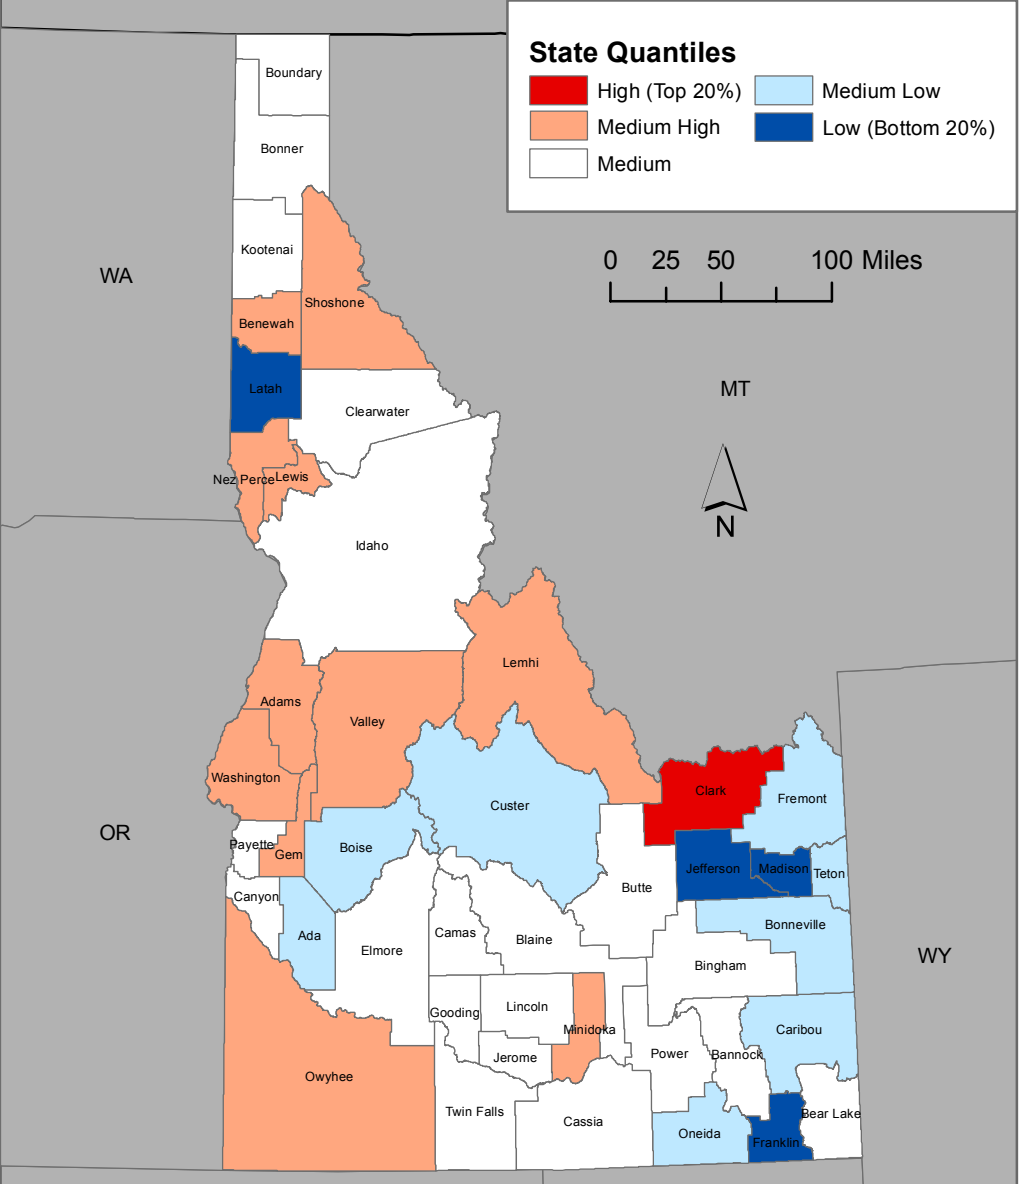 State Quantiles
High (Top 20%)
Medium Low
Medium High
Low (Bottom 20%)
Medium
0 25 50 100 Miles
WA
MT
N
OR
WY
Boundary
Bonner
Kootenai
Shoshone
Benewah
Latah
Clearwater
Nez Perce
Lewis
Idaho
Lemhi
Adams
Valley
Washington
Clark
Fremont
Custer
Payette
Boise
Gem
Jefferson
Madison
Teton
Butte
Canyon
Bonneville
Ada
Camas
Blaine
Elmore
Bingham
Lincoln
Gooding
Minidoka
Caribou
Jerome
Power
Bannock
Owyhee
Twin Falls
Cassia
Bear Lake
Oneida
Franklin